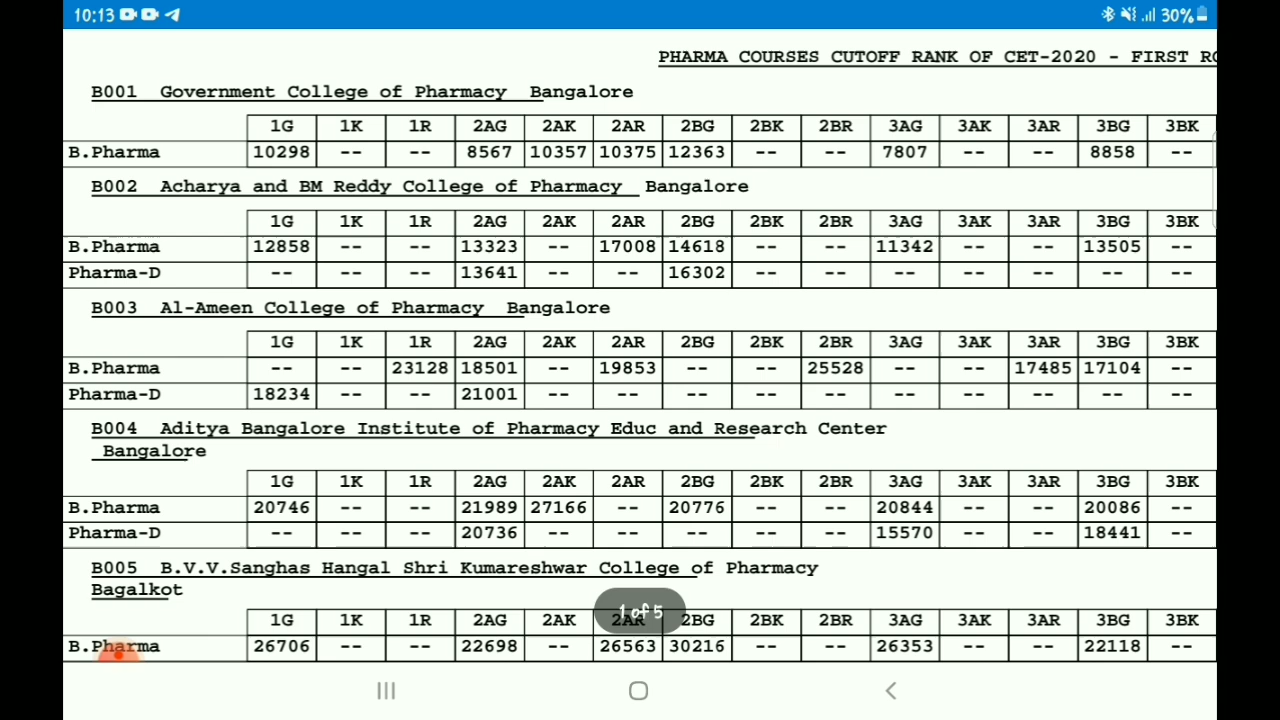 10:13 30%
PHARMA COURSES CUTOFF RANK OF CET-2020 - FIRST RO
B001 Government College of Pharmacy Bangalore
1G 1K 1R 2AG 2AK 2AR 2BG 2BK 2BR 3AG 3AK 3AR 3BG 3BK
B.Pharma 10298 -- -- 8567 10357 10375 12363 -- -- 7807 -- -- 8858 --
B002 Acharya and BM Reddy College of Pharmacy Bangalore
1G 1K 1R 2AG 2AK 2AR 2BG 2BK 2BR 3AG 3AK 3AR 3BG 3BK
B.Pharma 12858 -- -- 13323 -- 17008 14618 -- -- 11342 -- -- 13505 --
Pharma-D -- -- -- 13641 -- -- 16302 -- -- -- -- -- -- --
B003 Al-Ameen College of Pharmacy Bangalore
1G 1K 1R 2AG 2AK 2AR 2BG 2BK 2BR 3AG 3AK 3AR 3BG 3BK
B.Pharma -- -- 23128 18501 -- 19853 -- -- 25528 -- -- 17485 17104 --
Pharma-D 18234 -- -- 21001 -- -- -- -- -- -- -- -- -- --
B004 Aditya Bangalore Institute of Pharmacy Educ and Research Center
Bangalore
1G 1K 1R 2AG 2AK 2AR 2BG 2BK 2BR 3AG 3AK 3AR 3BG 3BK
B.Pharma 20746 -- -- 21989 27166 -- 20776 -- -- 20844 -- -- 20086 --
Pharma-D -- -- -- 20736 -- -- -- -- -- 15570 -- -- 18441 --
B005 B.V.V.Sanghas Hangal Shri Kumareshwar College of Pharmacy
Bagalkot
1 of 5
1G 1K 1R 2AG 2AK 2AR 2BG 2BK 2BR 3AG 3AK 3AR 3BG 3BK
B.Pharma 26706 -- -- 22698 -- 26563 30216 -- -- 26353 -- -- 22118 --